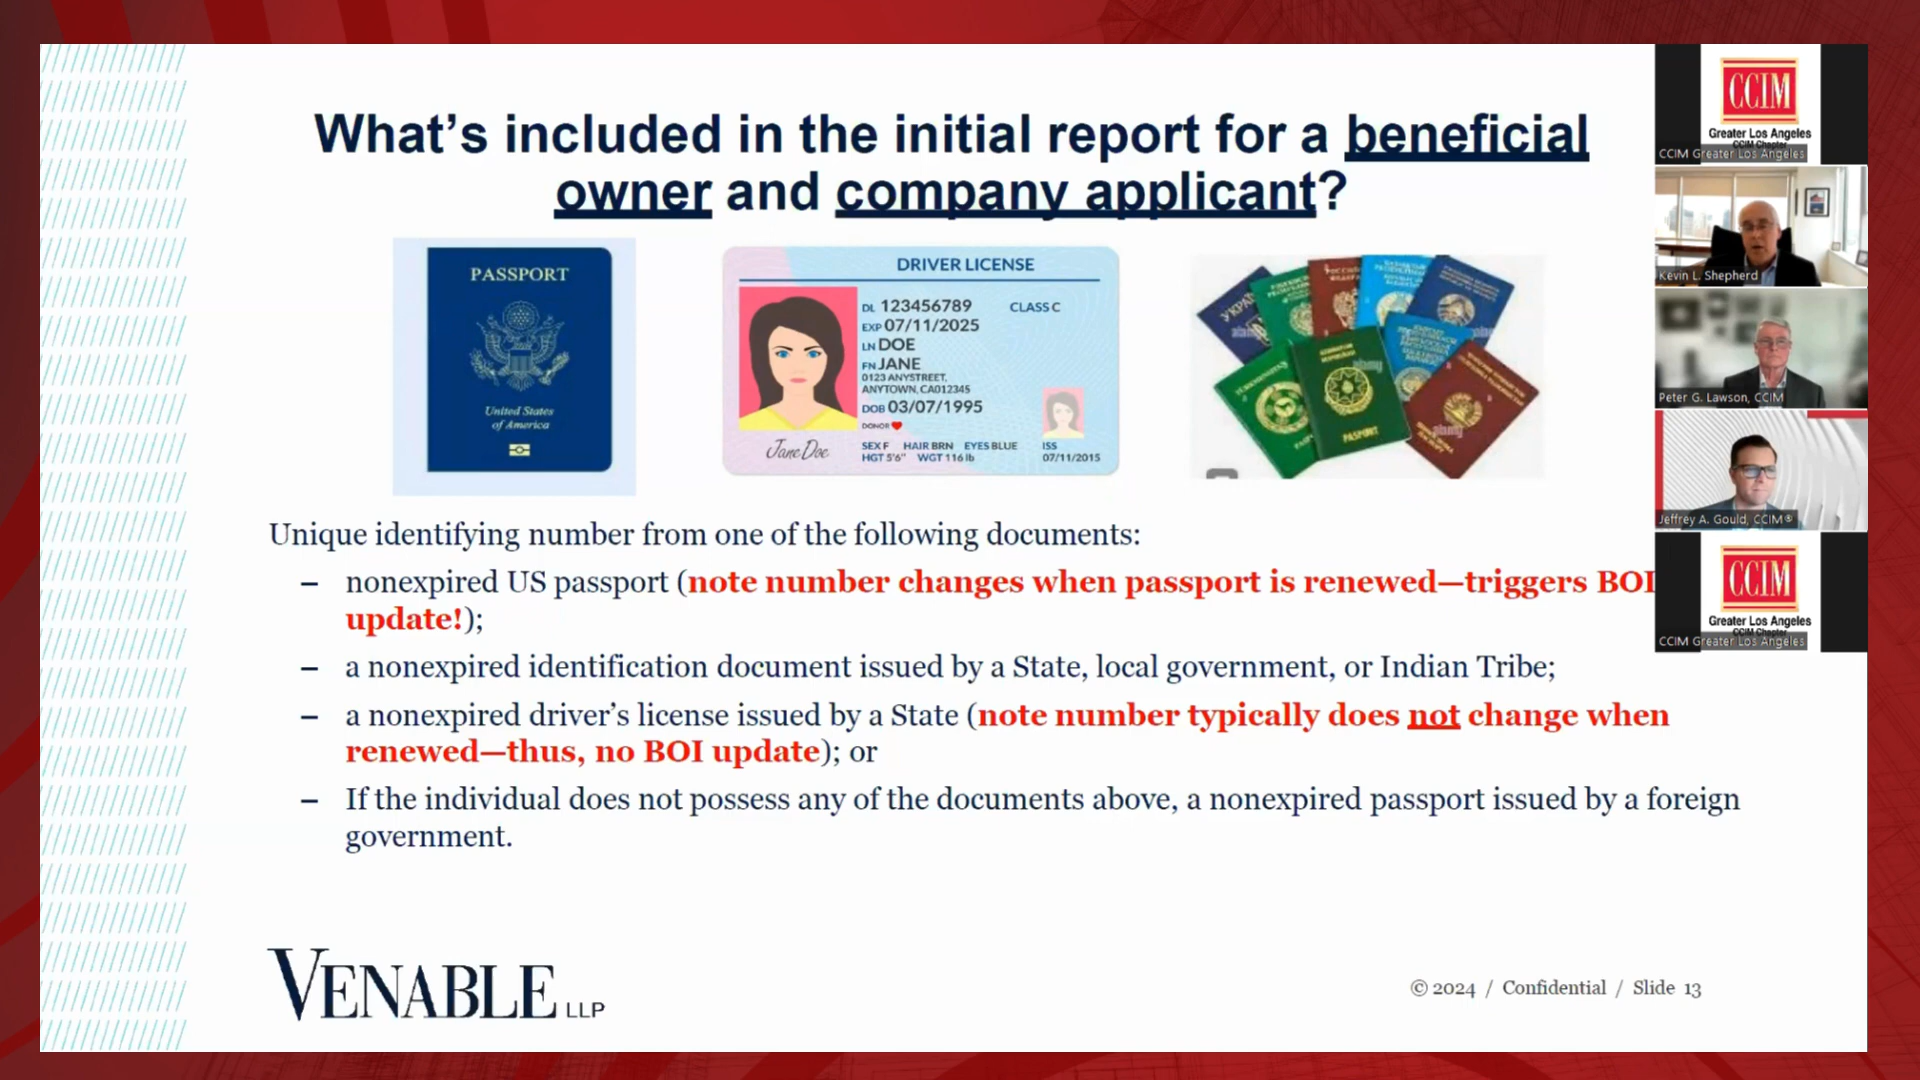 What's included in the initial report for a beneficial
owner and company applicant?
PASSPORT
United States
of America
DRIVER LICENSE
DL 123456789 CLASS C
EXP 07/11/2025
LN DOE
FN JANE
0123 ANYSTREET,
ANYTOWN, CA012345
DOB 03/07/1995
DONOR
Jane Doe
SEX F HAIR BRN EYES BLUE
HGT 5'6" WGT 116 lb
ISS
07/11/2015
PASPORT
alamy
Unique identifying number from one of the following documents:
– nonexpired US passport (note number changes when passport is renewed—triggers BOI
update!);
– a nonexpired identification document issued by a State, local government, or Indian Tribe;
– a nonexpired driver's license issued by a State (note number typically does not change when
renewed—thus, no BOI update); or
– If the individual does not possess any of the documents above, a nonexpired passport issued by a foreign
government.
VENABLE LLP
© 2024 / Confidential / Slide 13
CCIM
Greater Los Angeles
CCIM Chapter
CCIM Greater Los Angeles
Kevin L. Shepherd
Peter G. Lawson, CCIM
Jeffrey A. Gould, CCIM®
CCIM
Greater Los Angeles
CCIM Chapter
CCIM Greater Los Angeles